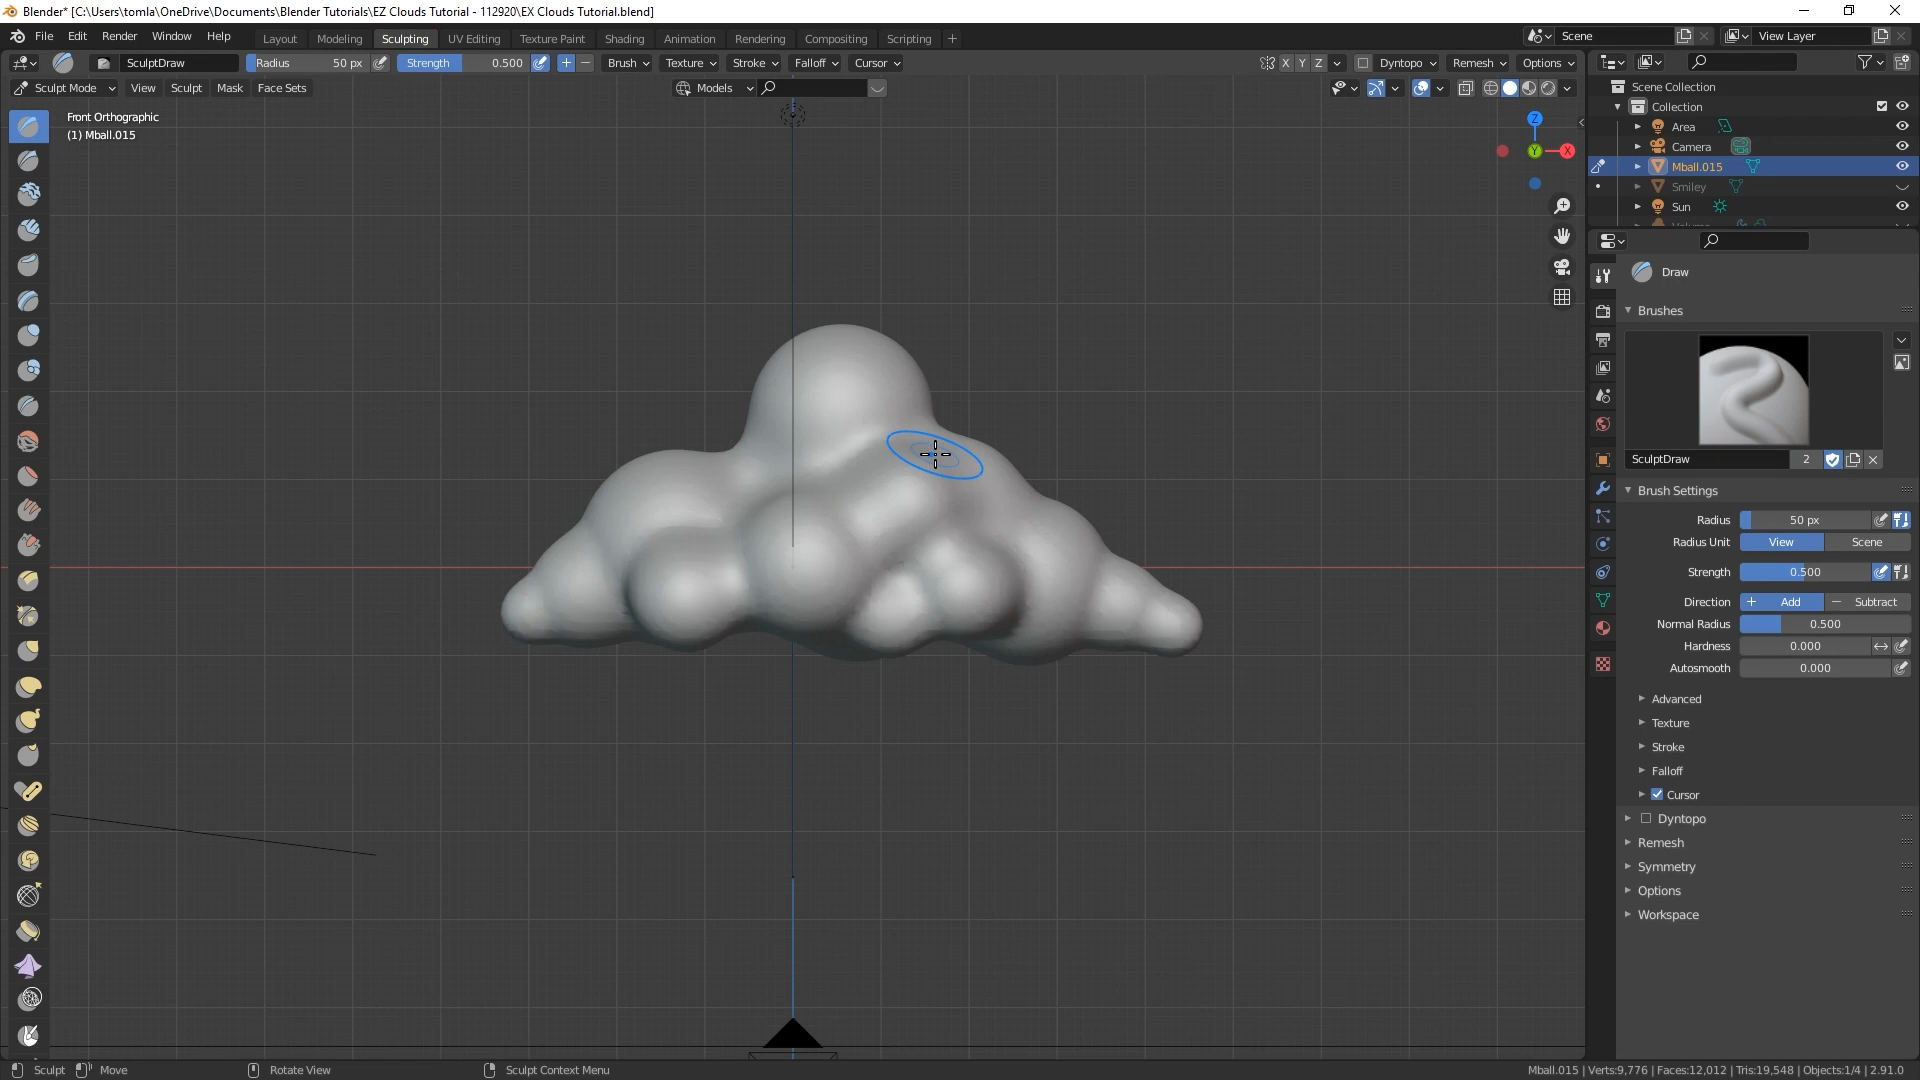 Blender* [C:\Users\tomla\OneDrive\Documents\Blender Tutorials\EZ Clouds Tutorial - 112920\EX Clouds Tutorial.blend]
File Edit Render Window Help
Layout Modeling Sculpting UV Editing Texture Paint Shading Animation Rendering Compositing Scripting +
Scene
View Layer
SculptDraw Radius 50 px Strength 0.500 Brush Texture Stroke Falloff Cursor
X Y Z Dyntopo Remesh Options
Sculpt Mode View Sculpt Mask Face Sets
Models
Front Orthographic
(1) Mball.015
Z
Y
X
Scene Collection
Collection
Area
Camera
Mball.015
Smiley
Sun
Draw
Brushes
SculptDraw 2
Brush Settings
Radius 50 px
Radius Unit View Scene
Strength 0.500
Direction + Add − Subtract
Normal Radius 0.500
Hardness 0.000
Autosmooth 0.000
Advanced
Texture
Stroke
Falloff
Cursor
Dyntopo
Remesh
Symmetry
Options
Workspace
Sculpt Move Rotate View Sculpt Context Menu
Mball.015 | Verts:9,776 | Faces:12,012 | Tris:19,548 | Objects:1/4 | 2.91.0